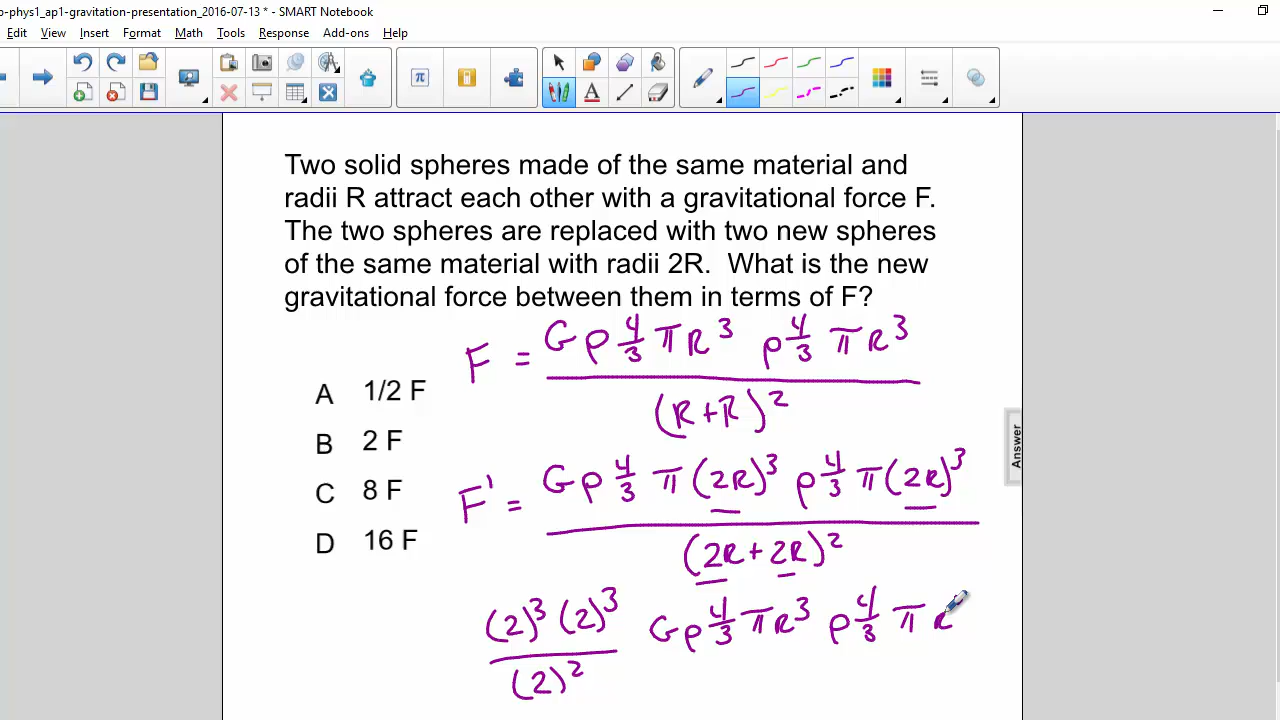 o-phys1_ap1-gravitation-presentation_2016-07-13 * - SMART Notebook
Edit View Insert Format Math Tools Response Add-ons Help
Two solid spheres made of the same material and
radii R attract each other with a gravitational force F.
The two spheres are replaced with two new spheres
of the same material with radii 2R. What is the new
gravitational force between them in terms of F?
F = Gρ 4/3 πR³ ρ 4/3 πR³
(R+R)²
A 1/2 F
B 2 F
C 8 F
D 16 F
F' = Gρ 4/3 π(2R)³ ρ 4/3 π(2R)³
(2R+2R)²
(2)³(2)³ Gρ 4/3 πR³ ρ 4/3 πR
(2)²
Answer